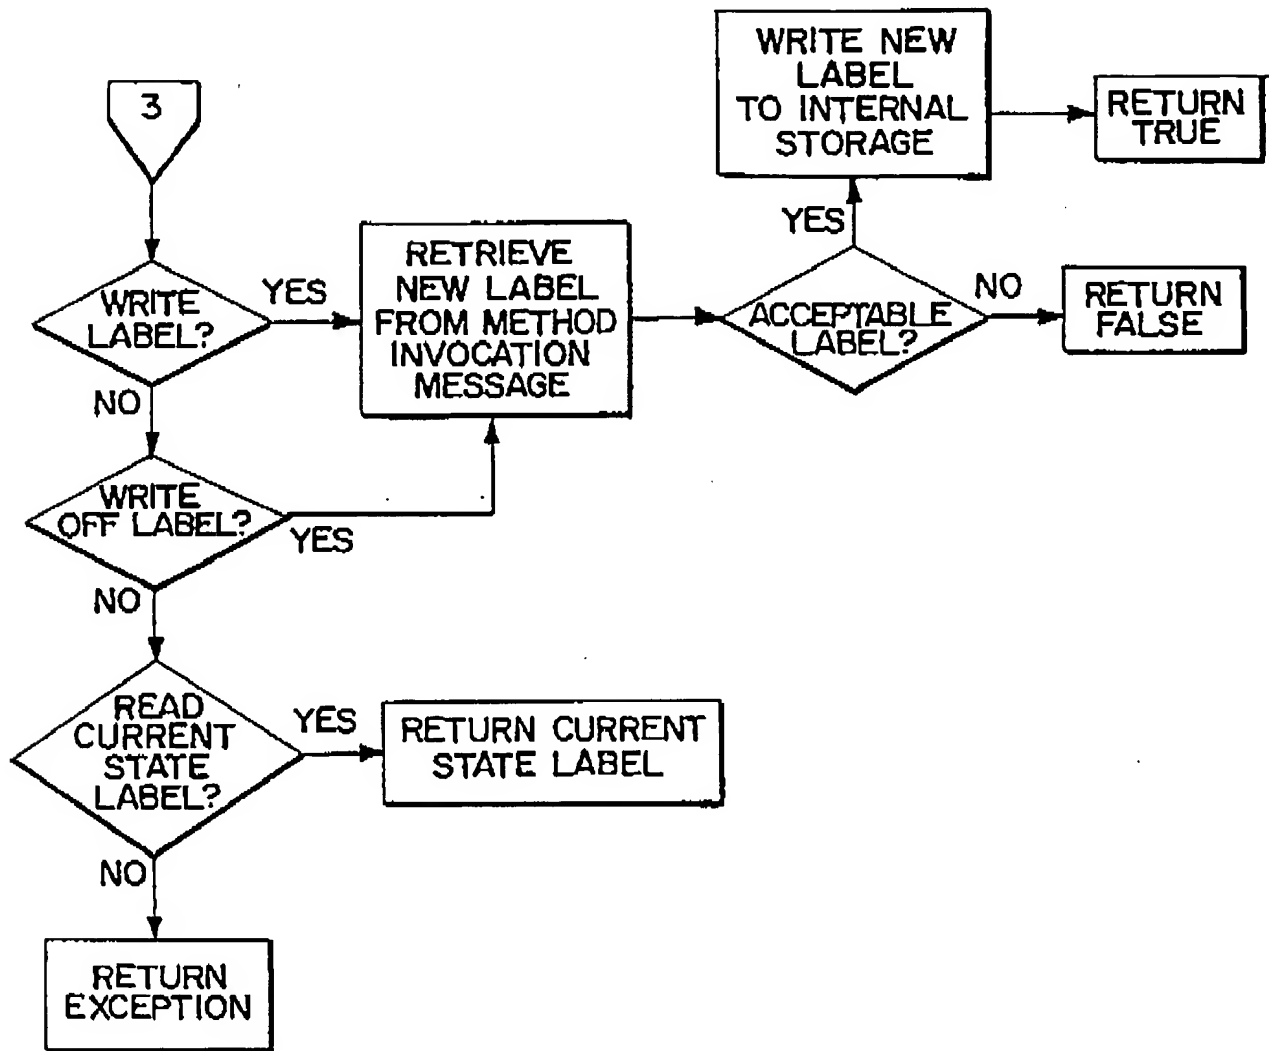 3
WRITE
LABEL?
YES
NO
RETRIEVE
NEW LABEL
FROM METHOD
INVOCATION
MESSAGE
ACCEPTABLE
LABEL?
YES
NO
WRITE NEW
LABEL
TO INTERNAL
STORAGE
RETURN
TRUE
RETURN
FALSE
WRITE
OFF LABEL?
YES
NO
READ
CURRENT
STATE
LABEL?
YES
NO
RETURN CURRENT
STATE LABEL
RETURN
EXCEPTION